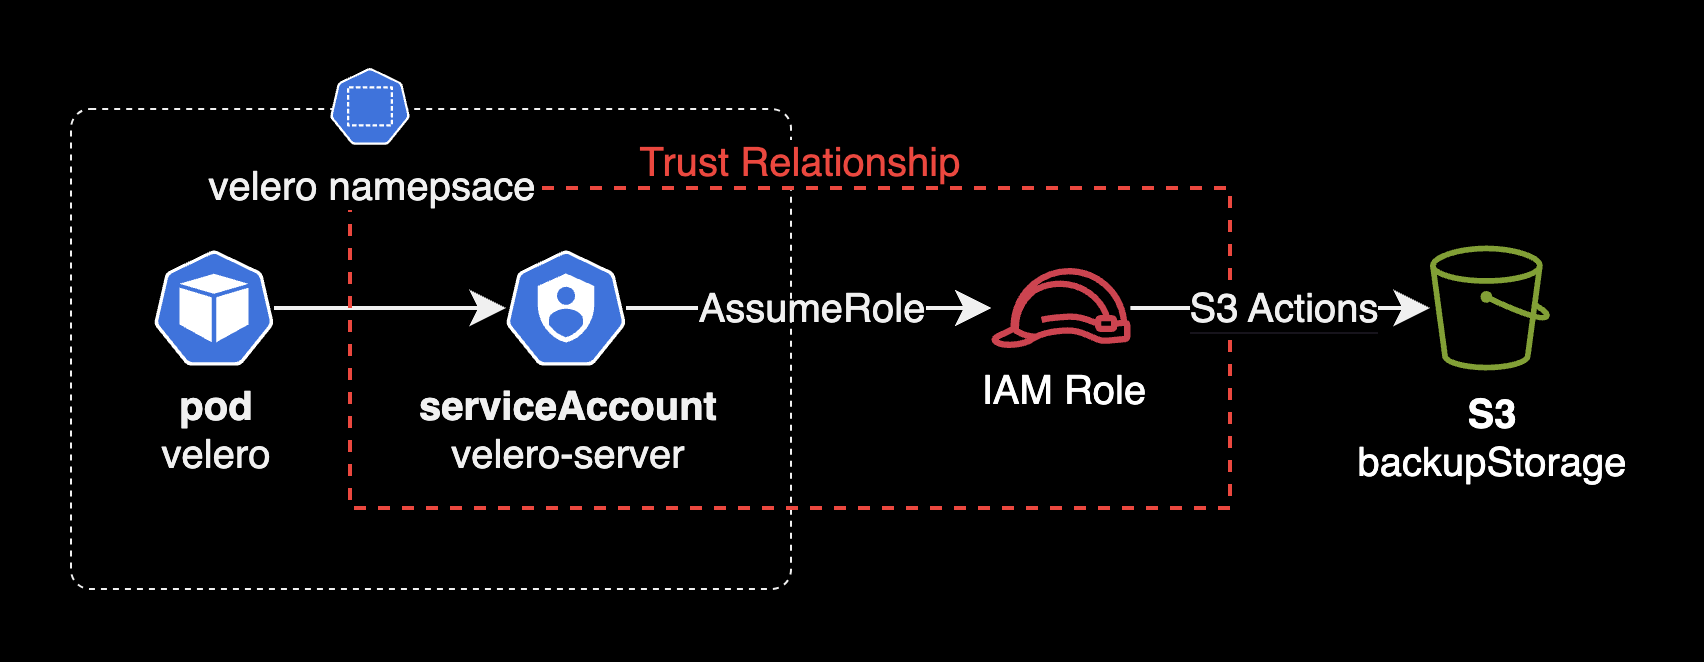 Trust Relationship
velero namepsace
AssumeRole
S3 Actions
pod
velero
serviceAccount
velero-server
IAM Role
S3
backupStorage